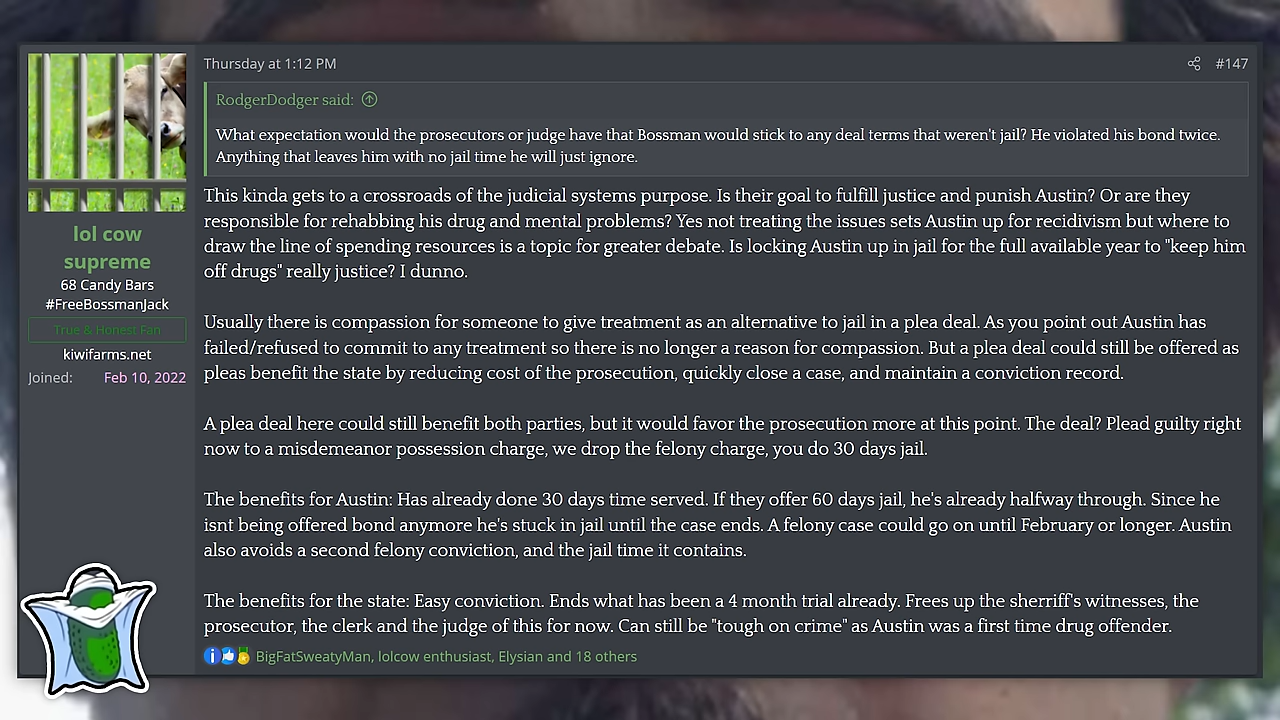 Thursday at 1:12 PM
#147
RodgerDodger said:
What expectation would the prosecutors or judge have that Bossman would stick to any deal terms that weren't jail? He violated his bond twice.
Anything that leaves him with no jail time he will just ignore.
lol cow
supreme
68 Candy Bars
#FreeBossmanJack
True & Honest Fan
kiwifarms.net
Joined: Feb 10, 2022
This kinda gets to a crossroads of the judicial systems purpose. Is their goal to fulfill justice and punish Austin? Or are they
responsible for rehabbing his drug and mental problems? Yes not treating the issues sets Austin up for recidivism but where to
draw the line of spending resources is a topic for greater debate. Is locking Austin up in jail for the full available year to "keep him
off drugs" really justice? I dunno.
Usually there is compassion for someone to give treatment as an alternative to jail in a plea deal. As you point out Austin has
failed/refused to commit to any treatment so there is no longer a reason for compassion. But a plea deal could still be offered as
pleas benefit the state by reducing cost of the prosecution, quickly close a case, and maintain a conviction record.
A plea deal here could still benefit both parties, but it would favor the prosecution more at this point. The deal? Plead guilty right
now to a misdemeanor possession charge, we drop the felony charge, you do 30 days jail.
The benefits for Austin: Has already done 30 days time served. If they offer 60 days jail, he's already halfway through. Since he
isnt being offered bond anymore he's stuck in jail until the case ends. A felony case could go on until February or longer. Austin
also avoids a second felony conviction, and the jail time it contains.
The benefits for the state: Easy conviction. Ends what has been a 4 month trial already. Frees up the sherriff's witnesses, the
prosecutor, the clerk and the judge of this for now. Can still be "tough on crime" as Austin was a first time drug offender.
BigFatSweatyMan, lolcow enthusiast, Elysian and 18 others